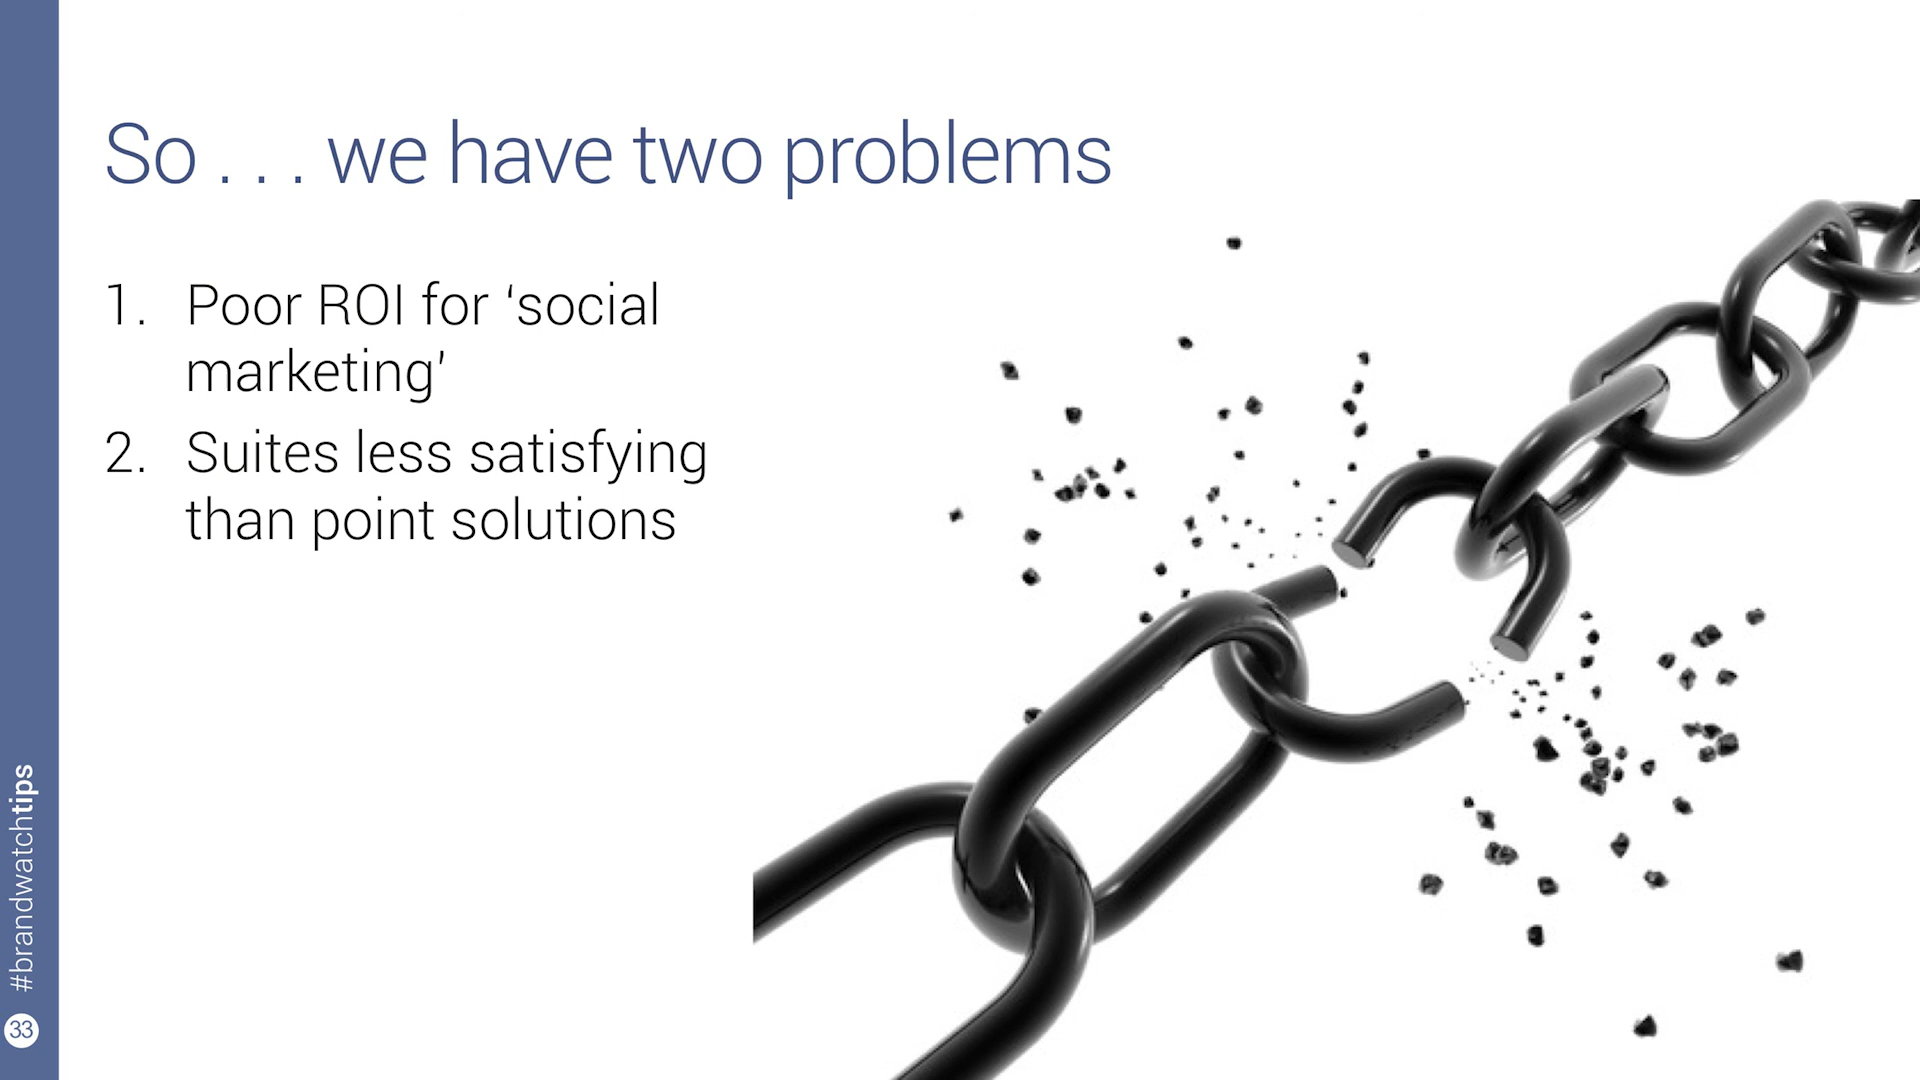 So . . . we have two problems
1. Poor ROI for ‘social
marketing’
2. Suites less satisfying
than point solutions
#brandwatchtips
33